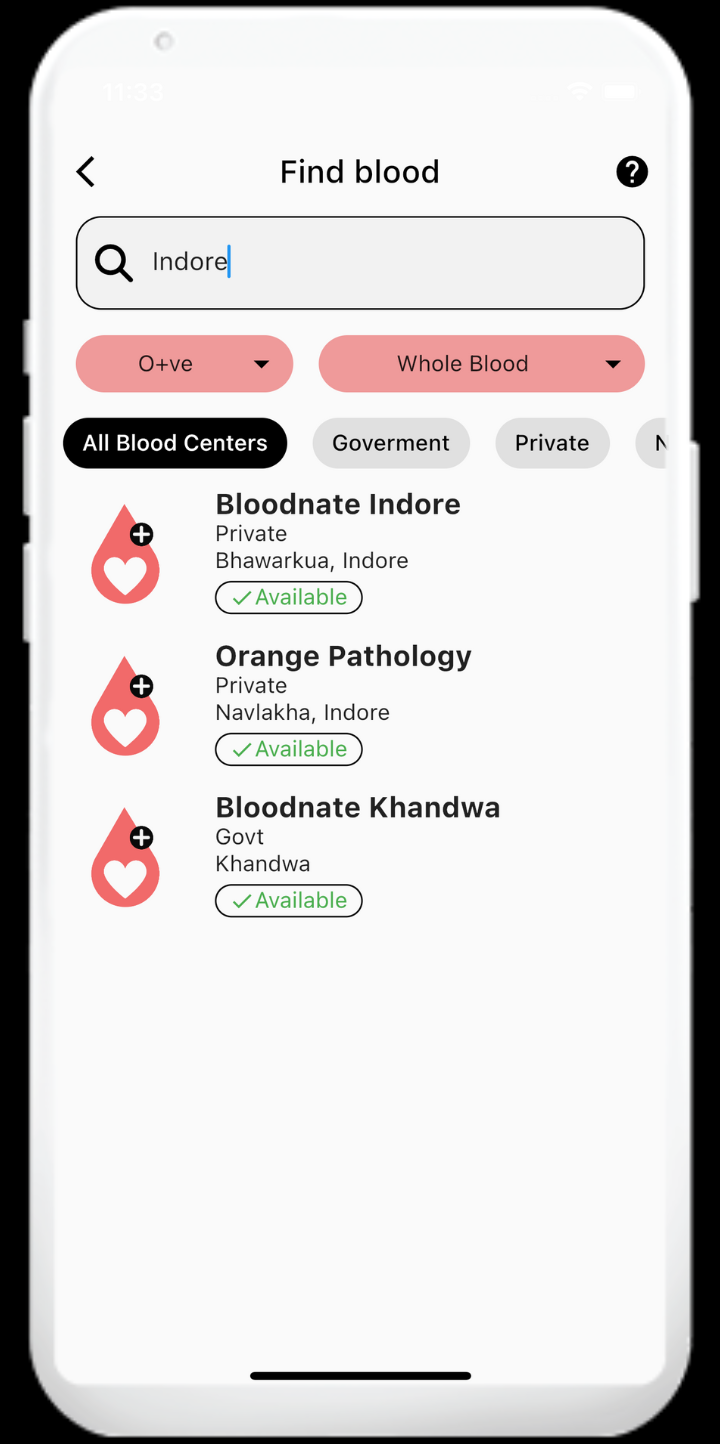 11:33
Find blood
Indore
O+ve Whole Blood
All Blood Centers Goverment Private N
Bloodnate Indore
Private
Bhawarkua, Indore
Available
Orange Pathology
Private
Navlakha, Indore
Available
Bloodnate Khandwa
Govt
Khandwa
Available